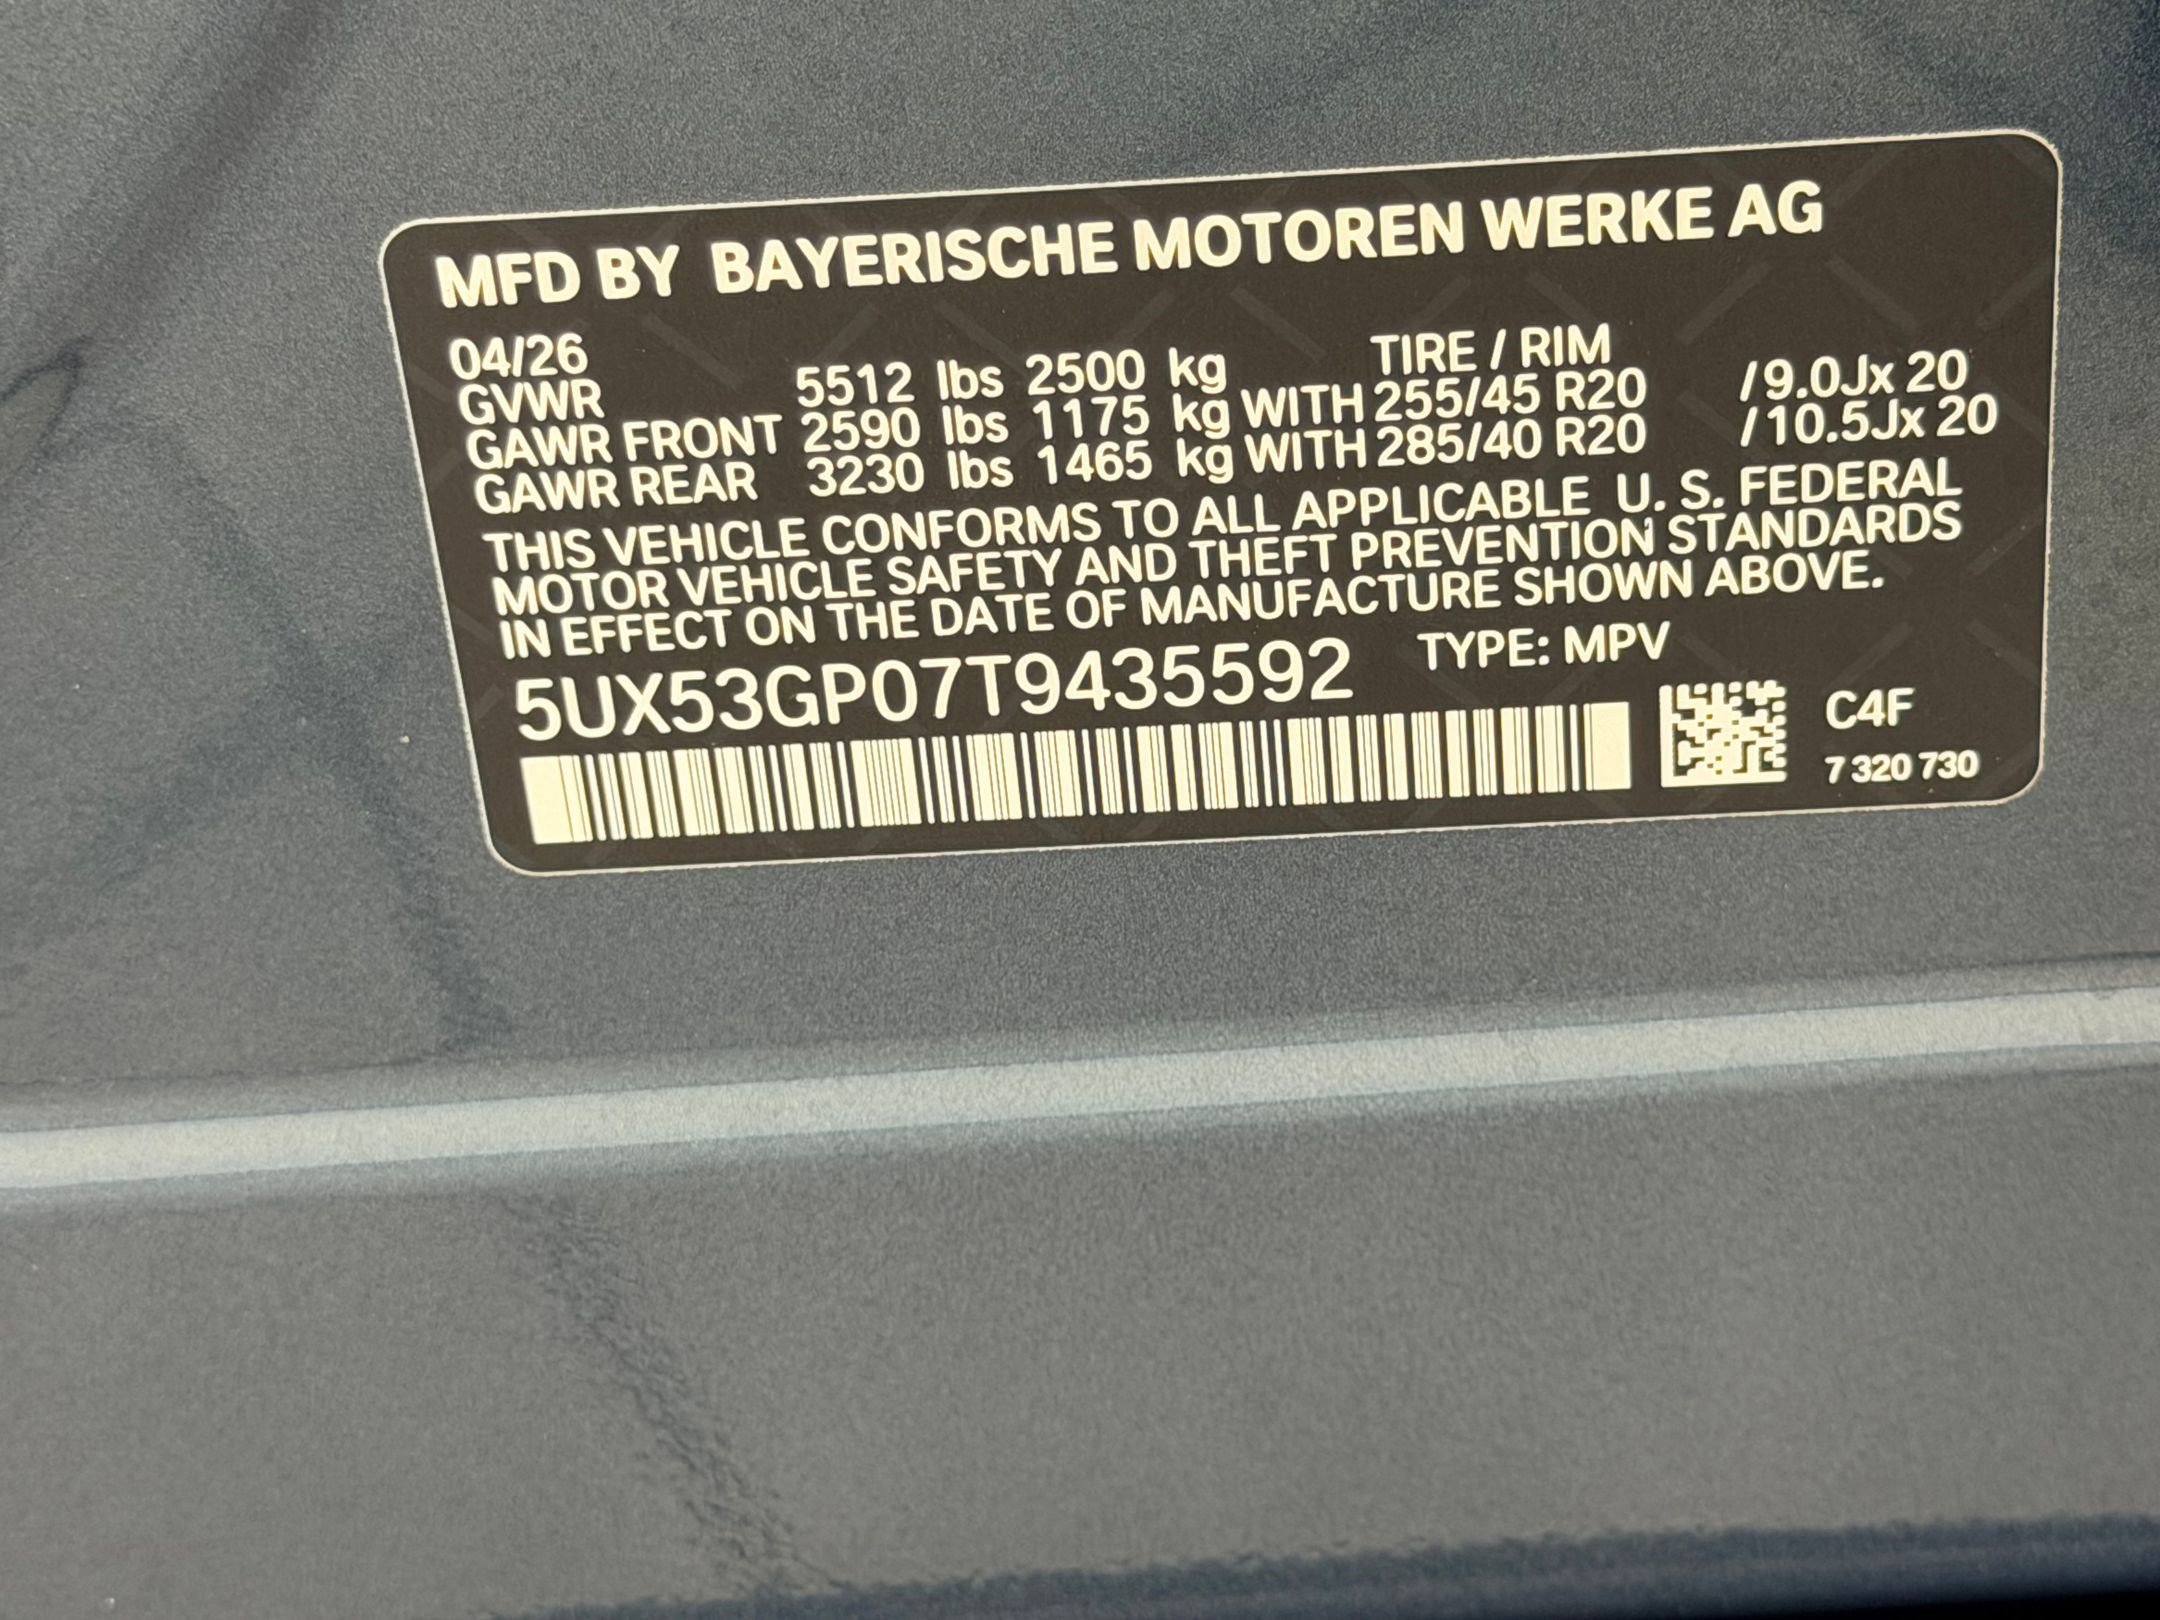 MFD BY BAYERISCHE MOTOREN WERKE AG
04/26 TIRE / RIM
GVWR 5512 lbs 2500 kg
GAWR FRONT 2590 lbs 1175 kg WITH 255/45 R20 /9.0Jx 20
GAWR REAR 3230 lbs 1465 kg WITH 285/40 R20 /10.5Jx 20
THIS VEHICLE CONFORMS TO ALL APPLICABLE U. S. FEDERAL
MOTOR VEHICLE SAFETY AND THEFT PREVENTION STANDARDS
IN EFFECT ON THE DATE OF MANUFACTURE SHOWN ABOVE.
5UX53GP07T9435592 TYPE: MPV
C4F
7 320 730